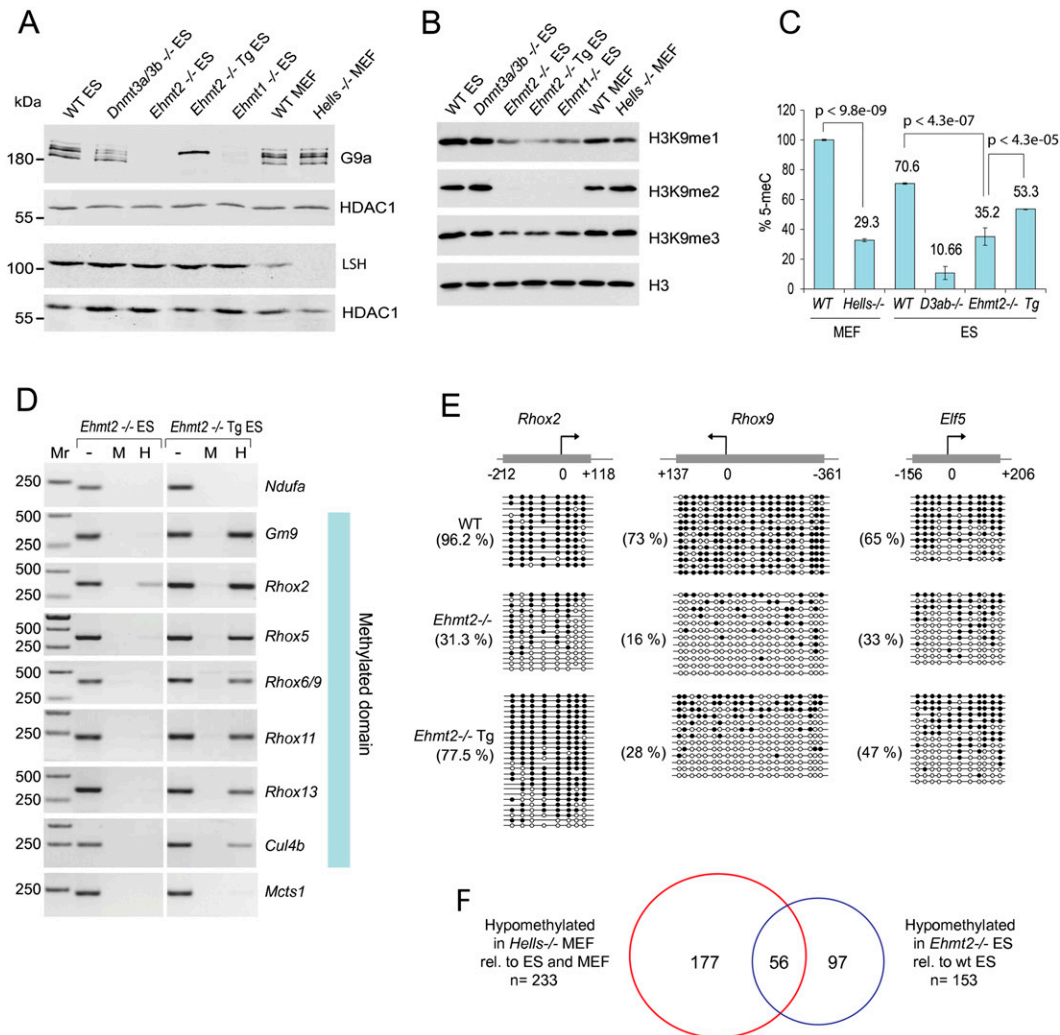 A
kDa
WT ES
Dnmt3a/3b -/- ES
Ehmt2 -/- ES
Ehmt2 -/- Tg ES
Ehmt1 -/- ES
WT MEF
Hells -/- MEF
180
G9a
55
HDAC1
100
LSH
55
HDAC1
B
WT ES
Dnmt3a/3b -/- ES
Ehmt2 -/- ES
Ehmt2 -/- Tg ES
Ehmt1 -/- ES
WT MEF
Hells -/- MEF
H3K9me1
H3K9me2
H3K9me3
H3
C
% 5-meC
120
100
80
60
40
20
0
p < 9.8e-09
p < 4.3e-07
p < 4.3e-05
29.3
70.6
10.66
35.2
53.3
WT Hells-/- WT D3ab-/- Ehmt2-/- Tg
MEF ES
D
Ehmt2 -/- ES Ehmt2 -/- Tg ES
Mr - M H - M H
250 Ndufa
500
250 Gm9
500
250 Rhox2
500
250 Rhox5
500
250 Rhox6/9
250 Rhox11
500
250 Rhox13
250 Cul4b
250 Mcts1
Methylated domain
E
Rhox2 Rhox9 Elf5
-212 0 +118 +137 0 -361 -156 0 +206
WT
(96.2 %) (73 %) (65 %)
Ehmt2-/-
(31.3 %) (16 %) (33 %)
Ehmt2-/- Tg
(77.5 %) (28 %) (47 %)
F
Hypomethylated
in Hells-/- MEF
rel. to ES and MEF
n= 233
177 56 97
Hypomethylated
in Ehmt2-/- ES
rel. to wt ES
n= 153